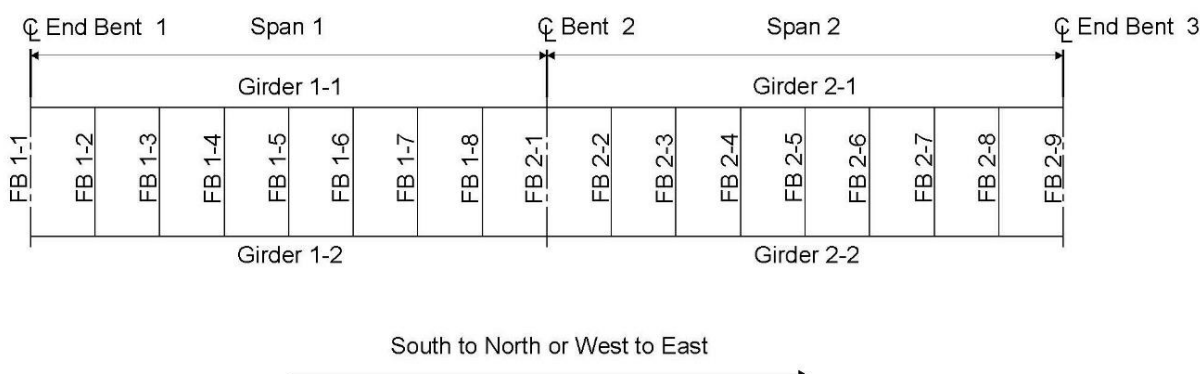 ℄ End Bent 1 Span 1 ℄ Bent 2 Span 2 ℄ End Bent 3
Girder 1-1 Girder 2-1
FB 1-1
FB 1-2
FB 1-3
FB 1-4
FB 1-5
FB 1-6
FB 1-7
FB 1-8
FB 2-1
FB 2-2
FB 2-3
FB 2-4
FB 2-5
FB 2-6
FB 2-7
FB 2-8
FB 2-9
Girder 1-2 Girder 2-2
South to North or West to East